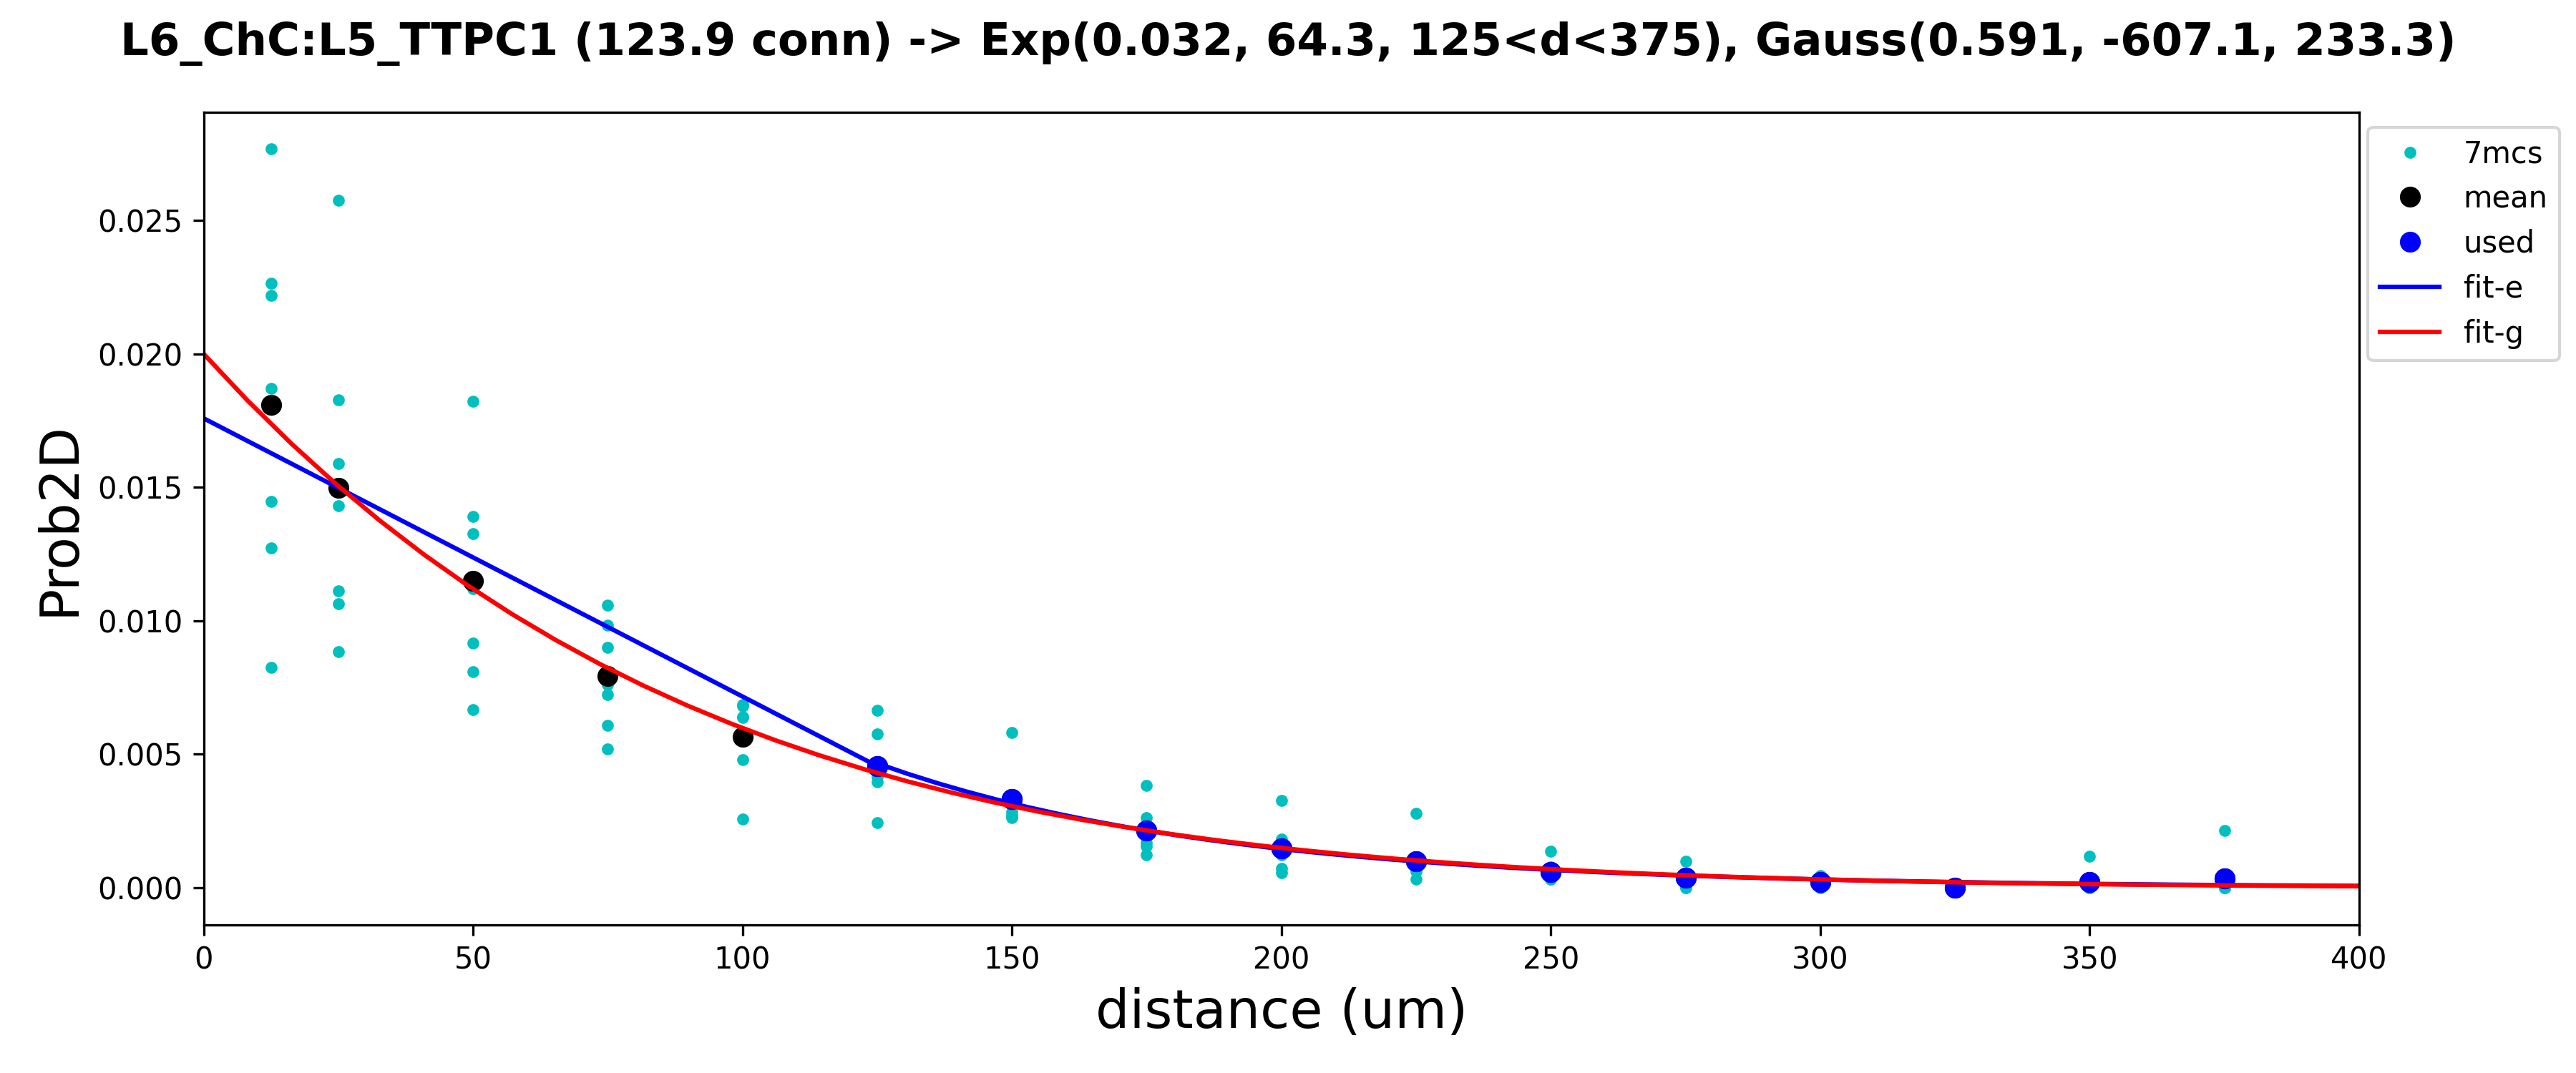 L6_ChC:L5_TTPC1 (123.9 conn) -> Exp(0.032, 64.3, 125<d<375), Gauss(0.591, -607.1, 233.3)
7mcs
mean
used
fit-e
fit-g
Prob2D
0.025
0.020
0.015
0.010
0.005
0.000
0 50 100 150 200 250 300 350 400
distance (um)